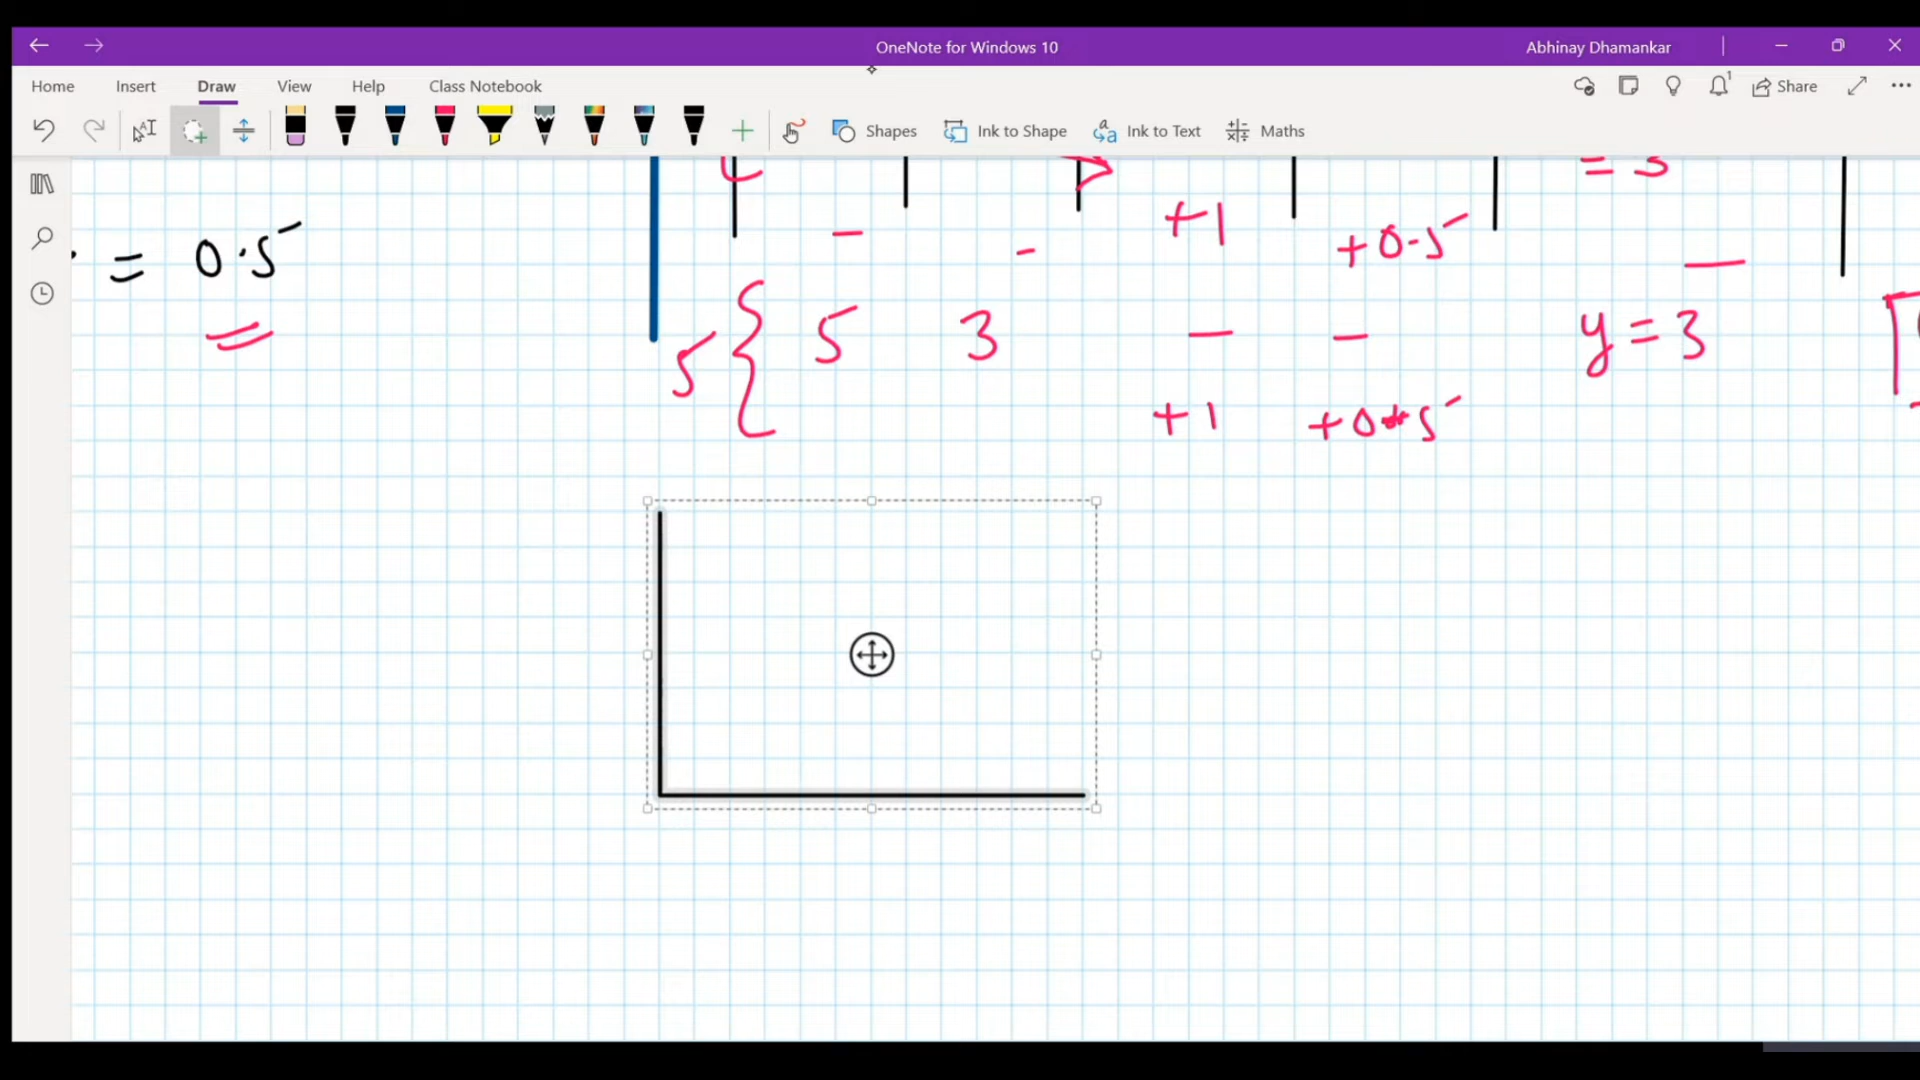 OneNote for Windows 10
Abhinay Dhamankar
Home Insert Draw View Help Class Notebook
1 Share
Shapes Ink to Shape Ink to Text Maths
= 3
+1 +0.5
= 0.5
5 { 5 3 - - y = 3
+1 +0.5